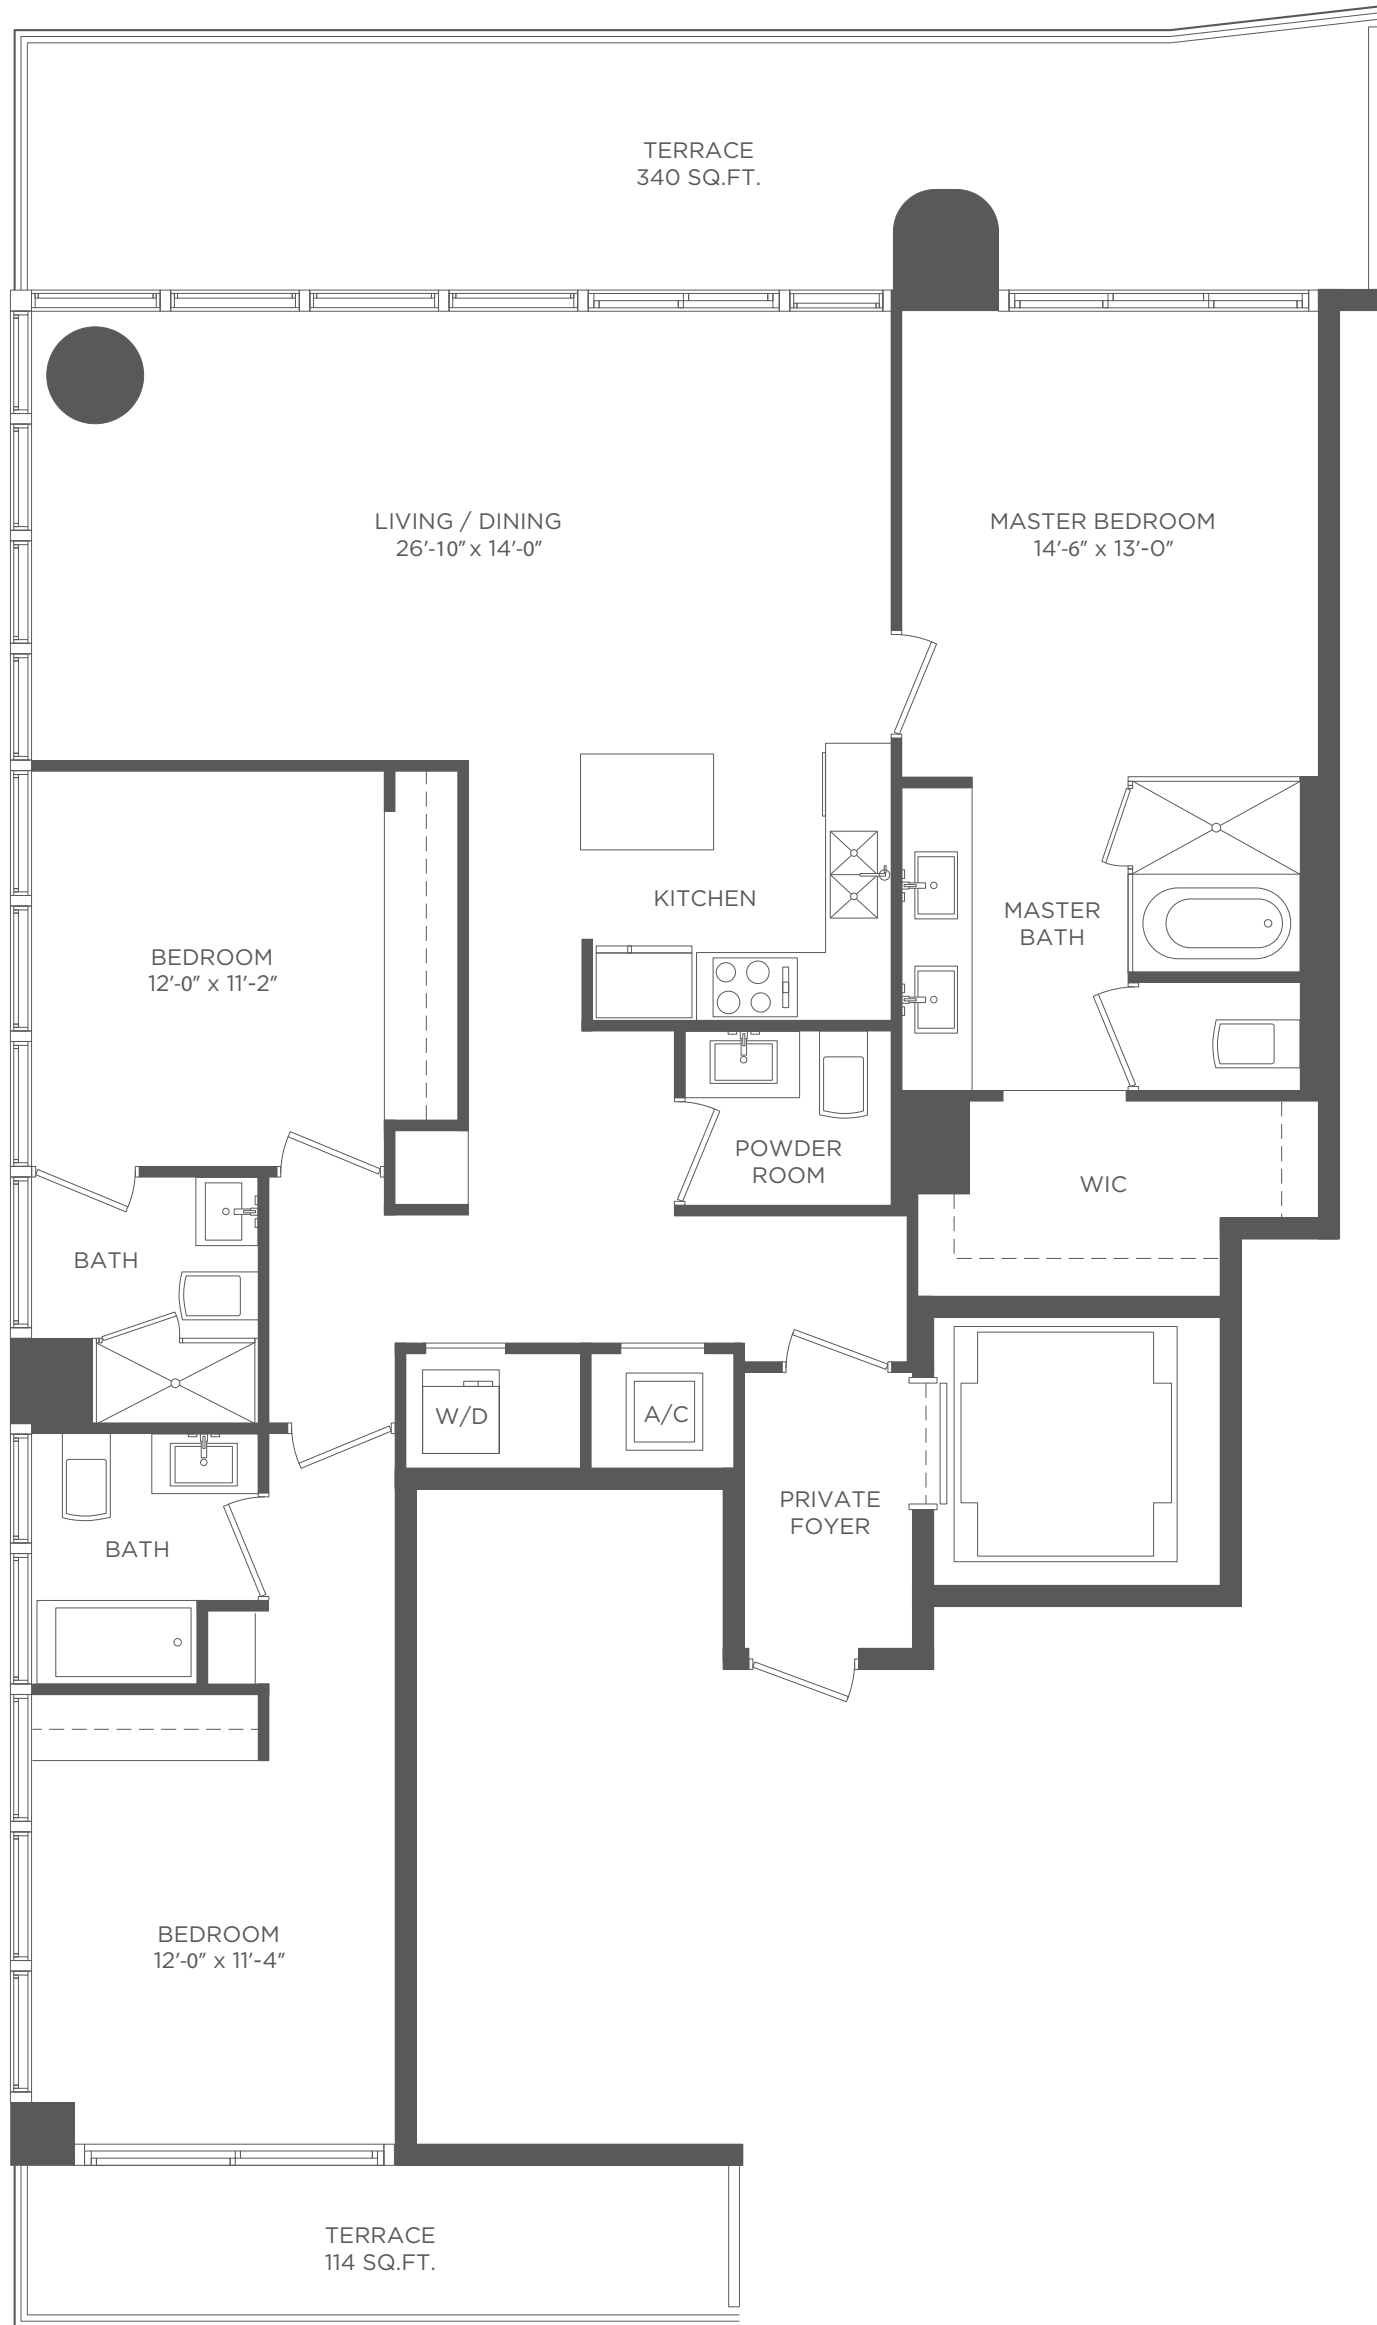 TERRACE
340 SQ.FT.
LIVING / DINING
26'-10" x 14'-0"
MASTER BEDROOM
14'-6" x 13'-0"
KITCHEN
MASTER
BATH
BEDROOM
12'-0" x 11'-2"
POWDER
ROOM
WIC
BATH
W/D
A/C
PRIVATE
FOYER
BATH
BEDROOM
12'-0" x 11'-4"
TERRACE
114 SQ.FT.